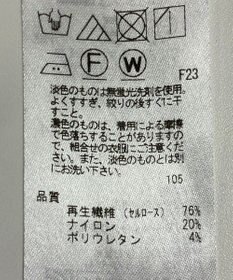 F W
F23
淡色のものは無蛍光洗剤を使用。
よくすすぎ、絞りの後すぐに干
すこと。
濃色のものは、着用による摩擦
で色落ちすることがありますの
で、組合せの衣服にご注意くだ
さい。また、淡色のものとは別
にお洗い下さい。
105
品質
再生繊維（セルロース） 76%
ナイロン 20%
ポリウレタン 4%